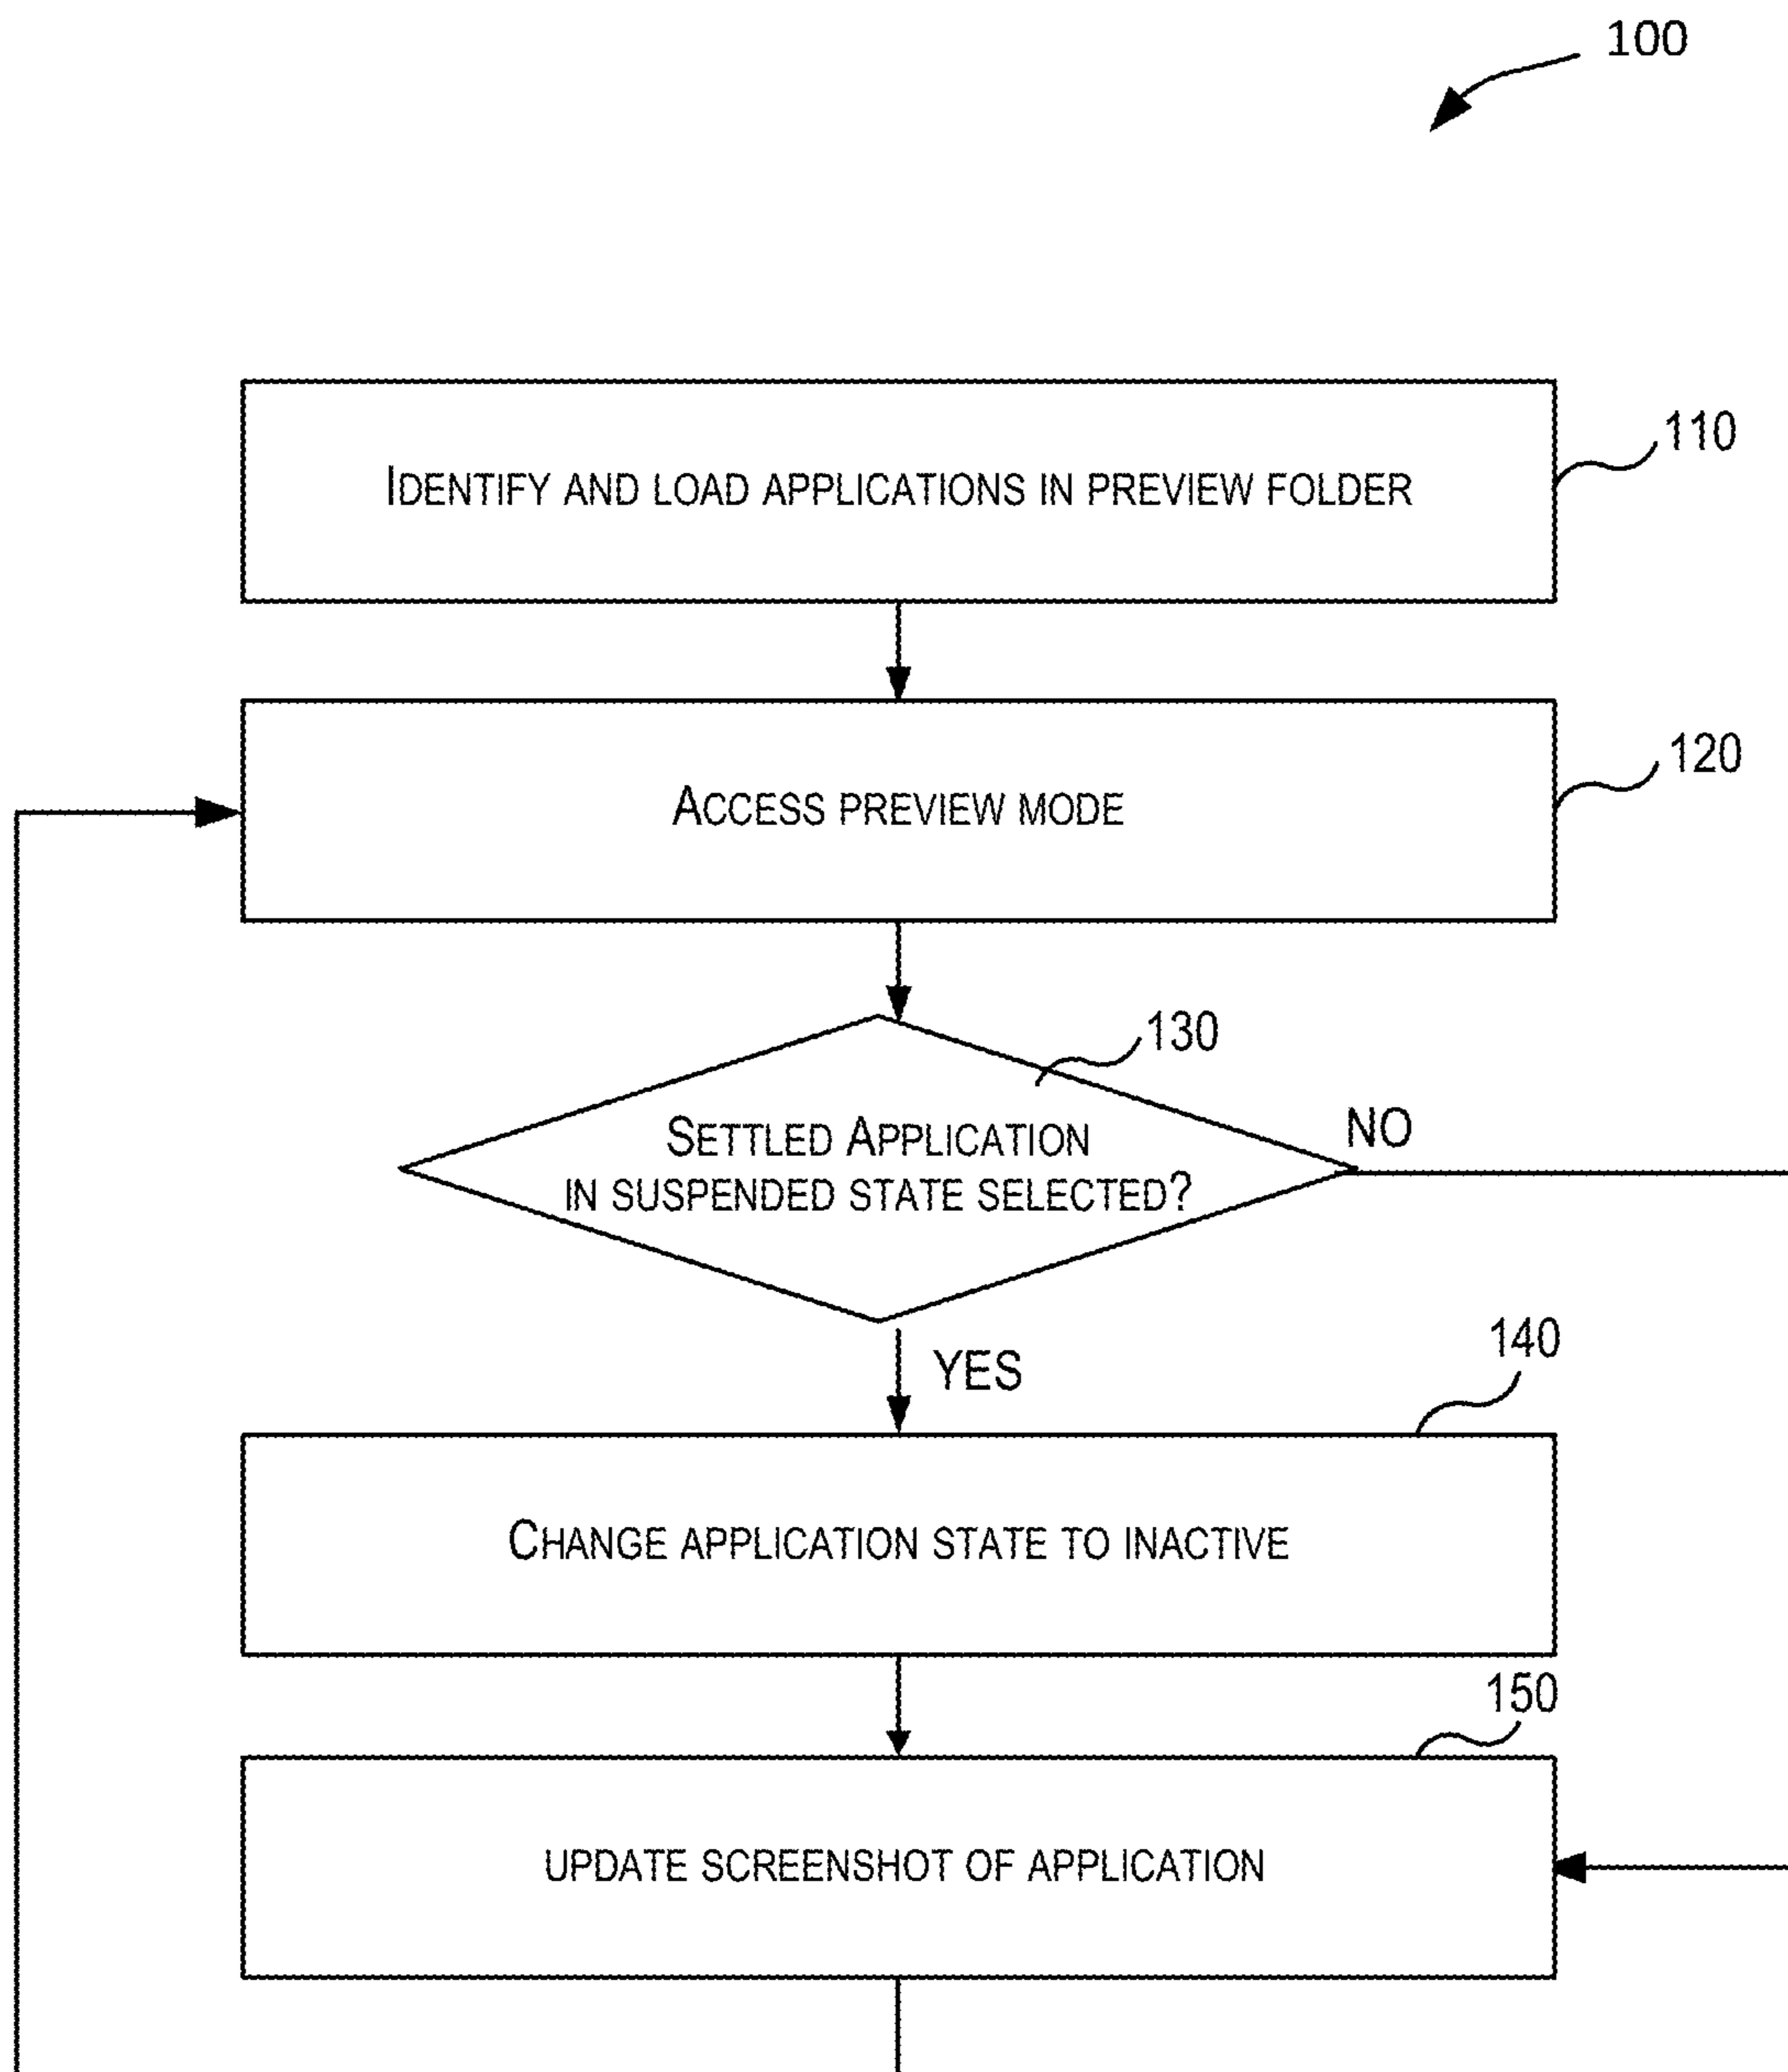 100
IDENTIFY AND LOAD APPLICATIONS IN PREVIEW FOLDER
110
ACCESS PREVIEW MODE
120
130
SETTLED APPLICATION
IN SUSPENDED STATE SELECTED?
NO
YES
140
CHANGE APPLICATION STATE TO INACTIVE
150
UPDATE SCREENSHOT OF APPLICATION